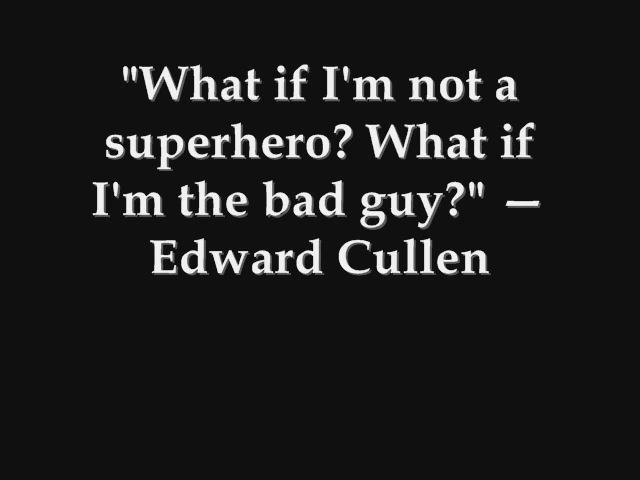 "What if I'm not a
superhero? What if
I'm the bad guy?" —
Edward Cullen